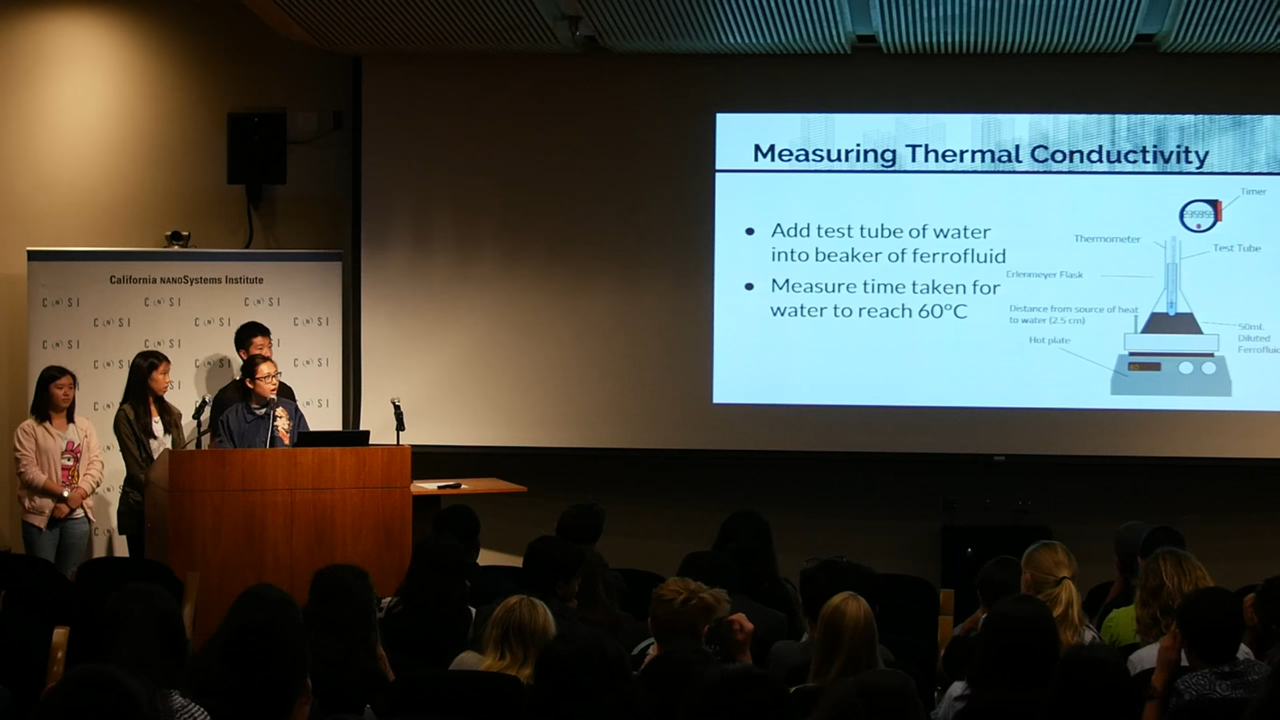 California NANOSystems Institute
C (N) S I C (N) S I C (N) S I
C (N) S I C (N) S I C (N) S I
C (N) S I C (N) S I
C (N) S I C (N) S I C (N) S I
Measuring Thermal Conductivity
● Add test tube of water
into beaker of ferrofluid
● Measure time taken for
water to reach 60°C
Timer
Thermometer
Test Tube
Erlenmeyer Flask
Distance from source of heat
to water (2.5 cm)
50mL
Diluted
Ferrofluid
Hot plate